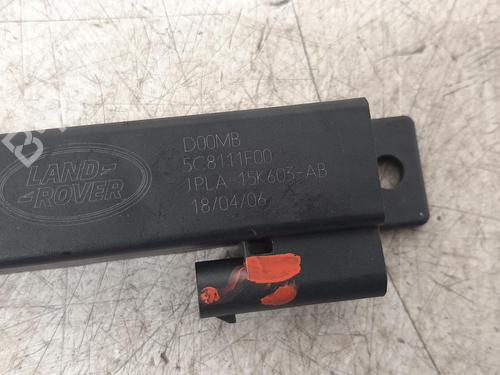 D00MB
5C8111F00
JPLA-15K603-AB
18/04/06
LAND-
-ROVER